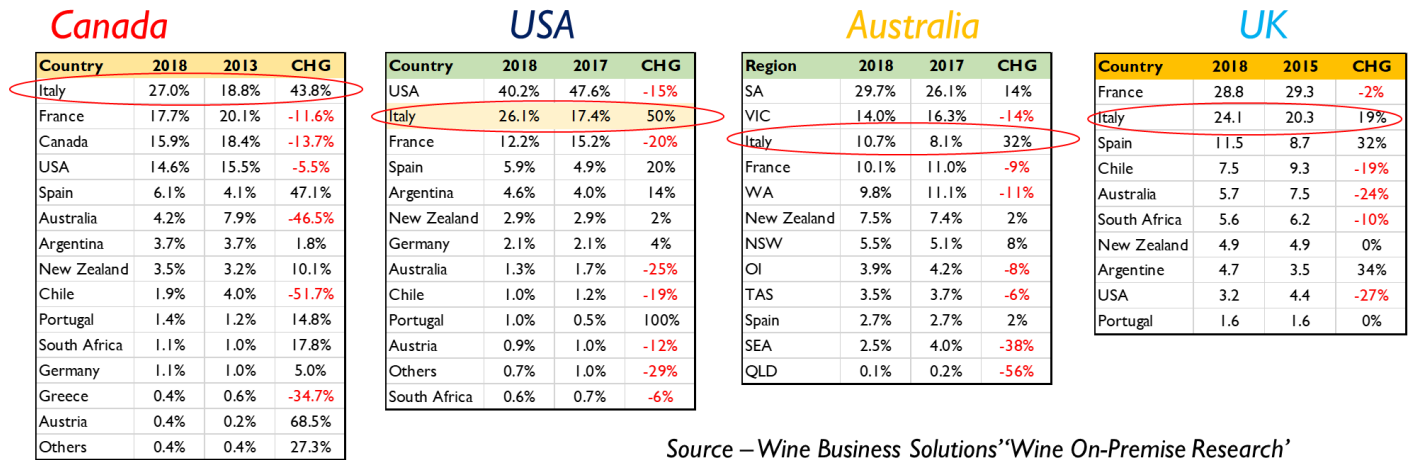 Canada
Country 2018 2013 CHG
Italy 27.0% 18.8% 43.8%
France 17.7% 20.1% -11.6%
Canada 15.9% 18.4% -13.7%
USA 14.6% 15.5% -5.5%
Spain 6.1% 4.1% 47.1%
Australia 4.2% 7.9% -46.5%
Argentina 3.7% 3.7% 1.8%
New Zealand 3.5% 3.2% 10.1%
Chile 1.9% 4.0% -51.7%
Portugal 1.4% 1.2% 14.8%
South Africa 1.1% 1.0% 17.8%
Germany 1.1% 1.0% 5.0%
Greece 0.4% 0.6% -34.7%
Austria 0.4% 0.2% 68.5%
Others 0.4% 0.4% 27.3%
USA
Country 2018 2017 CHG
USA 40.2% 47.6% -15%
Italy 26.1% 17.4% 50%
France 12.2% 15.2% -20%
Spain 5.9% 4.9% 20%
Argentina 4.6% 4.0% 14%
New Zealand 2.9% 2.9% 2%
Germany 2.1% 2.1% 4%
Australia 1.3% 1.7% -25%
Chile 1.0% 1.2% -19%
Portugal 1.0% 0.5% 100%
Austria 0.9% 1.0% -12%
Others 0.7% 1.0% -29%
South Africa 0.6% 0.7% -6%
Australia
Region 2018 2017 CHG
SA 29.7% 26.1% 14%
VIC 14.0% 16.3% -14%
Italy 10.7% 8.1% 32%
France 10.1% 11.0% -9%
WA 9.8% 11.1% -11%
New Zealand 7.5% 7.4% 2%
NSW 5.5% 5.1% 8%
OI 3.9% 4.2% -8%
TAS 3.5% 3.7% -6%
Spain 2.7% 2.7% 2%
SEA 2.5% 4.0% -38%
QLD 0.1% 0.2% -56%
UK
Country 2018 2015 CHG
France 28.8 29.3 -2%
Italy 24.1 20.3 19%
Spain 11.5 8.7 32%
Chile 7.5 9.3 -19%
Australia 5.7 7.5 -24%
South Africa 5.6 6.2 -10%
New Zealand 4.9 4.9 0%
Argentine 4.7 3.5 34%
USA 3.2 4.4 -27%
Portugal 1.6 1.6 0%
Source – Wine Business Solutions’ ‘Wine On-Premise Research’